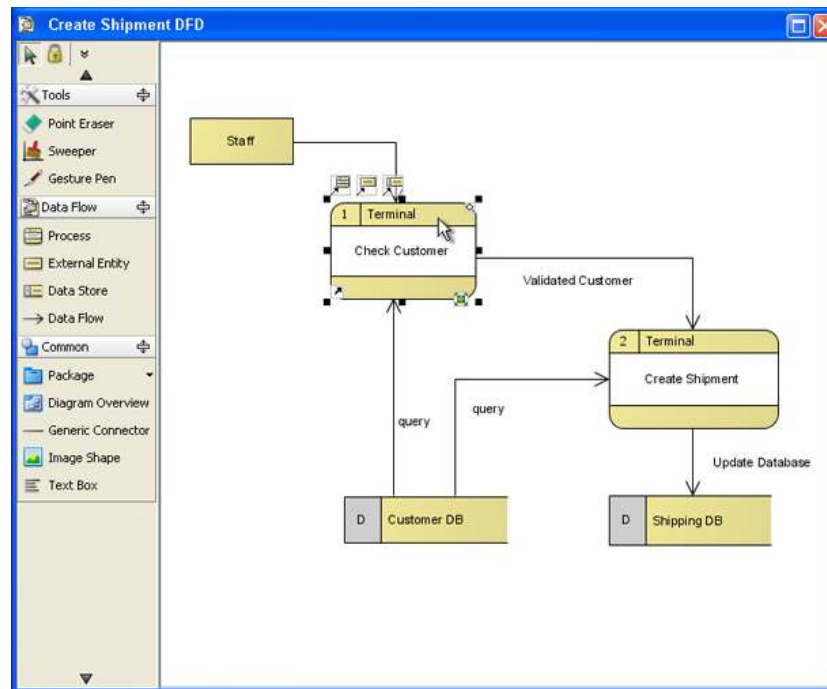 Create Shipment DFD
Tools
Point Eraser
Sweeper
Gesture Pen
Data Flow
Process
External Entity
Data Store
Data Flow
Common
Package
Diagram Overview
Generic Connector
Image Shape
Text Box
Staff
1 Terminal
Check Customer
Validated Customer
2 Terminal
Create Shipment
query
query
Update Database
D Customer DB
D Shipping DB